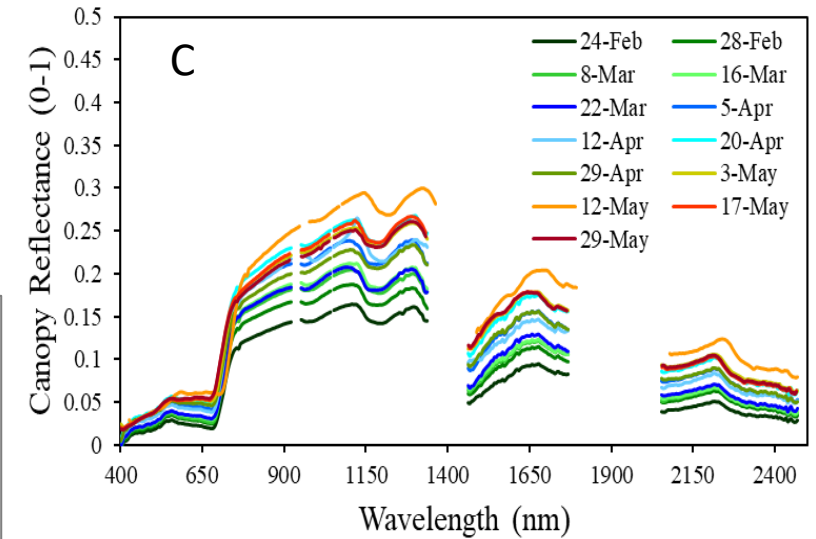 0.5
0.45
0.4
0.35
0.3
0.25
0.2
0.15
0.1
0.05
0
Canopy Reflectance (0-1)
C
24-Feb 28-Feb
8-Mar 16-Mar
22-Mar 5-Apr
12-Apr 20-Apr
29-Apr 3-May
12-May 17-May
29-May
400 650 900 1150 1400 1650 1900 2150 2400
Wavelength (nm)